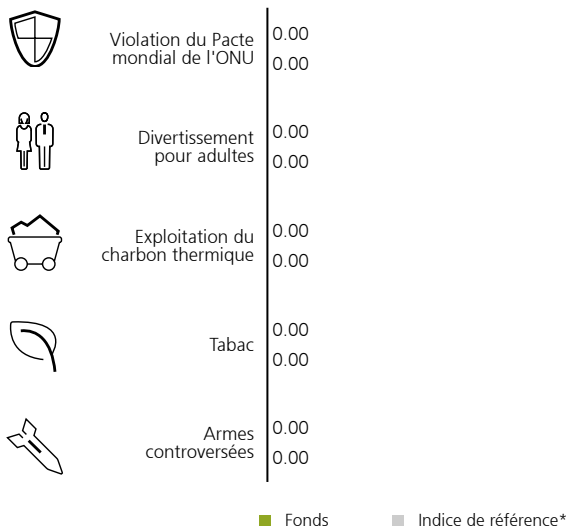 Violation du Pacte
mondial de l'ONU
0.00
0.00
Divertissement
pour adultes
0.00
0.00
Exploitation du
charbon thermique
0.00
0.00
Tabac
0.00
0.00
Armes
controversées
0.00
0.00
Fonds
Indice de référence*